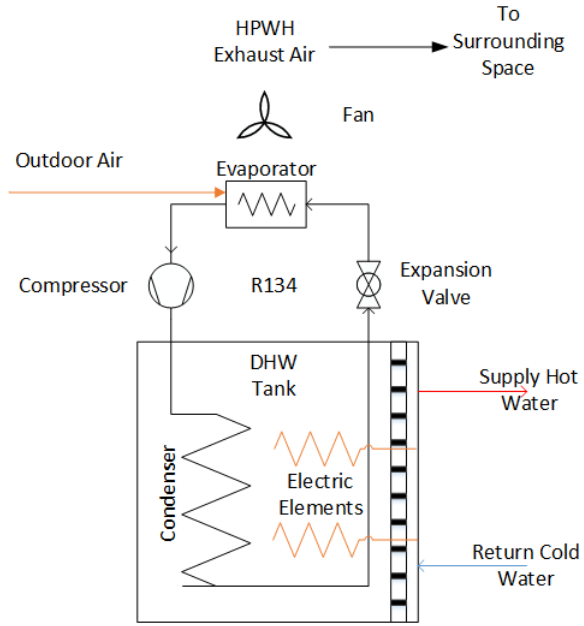 HPWH
Exhaust Air
To
Surrounding
Space
Fan
Outdoor Air
Evaporator
Compressor
R134
Expansion
Valve
DHW
Tank
Supply Hot
Water
Condenser
Electric
Elements
Return Cold
Water